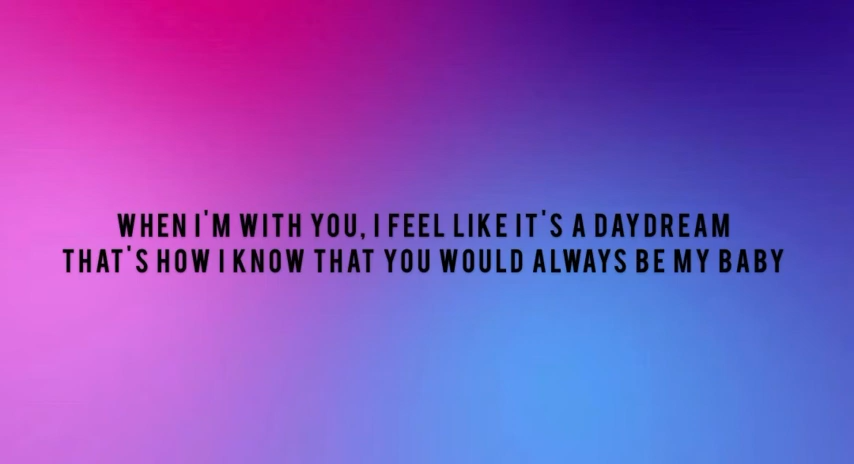 WHEN I'M WITH YOU, I FEEL LIKE IT'S A DAYDREAM
THAT'S HOW I KNOW THAT YOU WOULD ALWAYS BE MY BABY